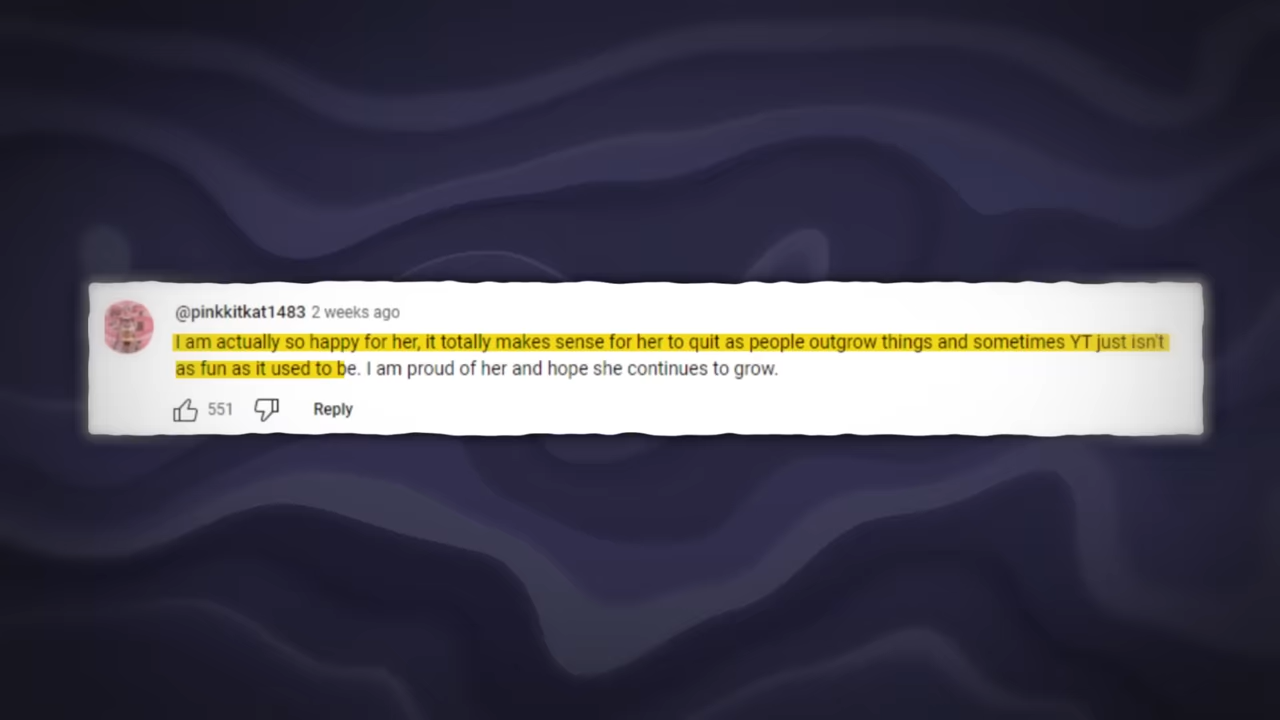 @pinkkitkat1483 2 weeks ago
I am actually so happy for her, it totally makes sense for her to quit as people outgrow things and sometimes YT just isn't
as fun as it used to be. I am proud of her and hope she continues to grow.
551 Reply